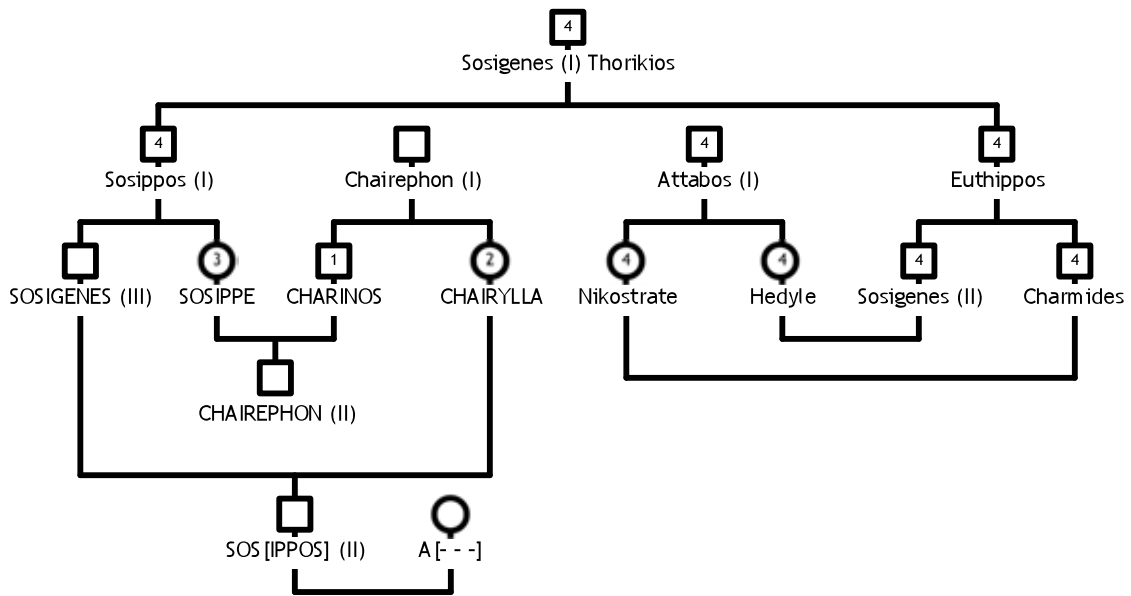 4
Sosigenes (I) Thorikios
4 4 4
Sosippos (I) Chairephon (I) Attabos (I) Euthippos
3 1 2 4 4 4 4
SOSIGENES (III) SOSIPPE CHARINOS CHAIRYLLA Nikostrate Hedyle Sosigenes (II) Charmides
CHAIREPHON (II)
SOS[IPPOS] (II) A[- - -]